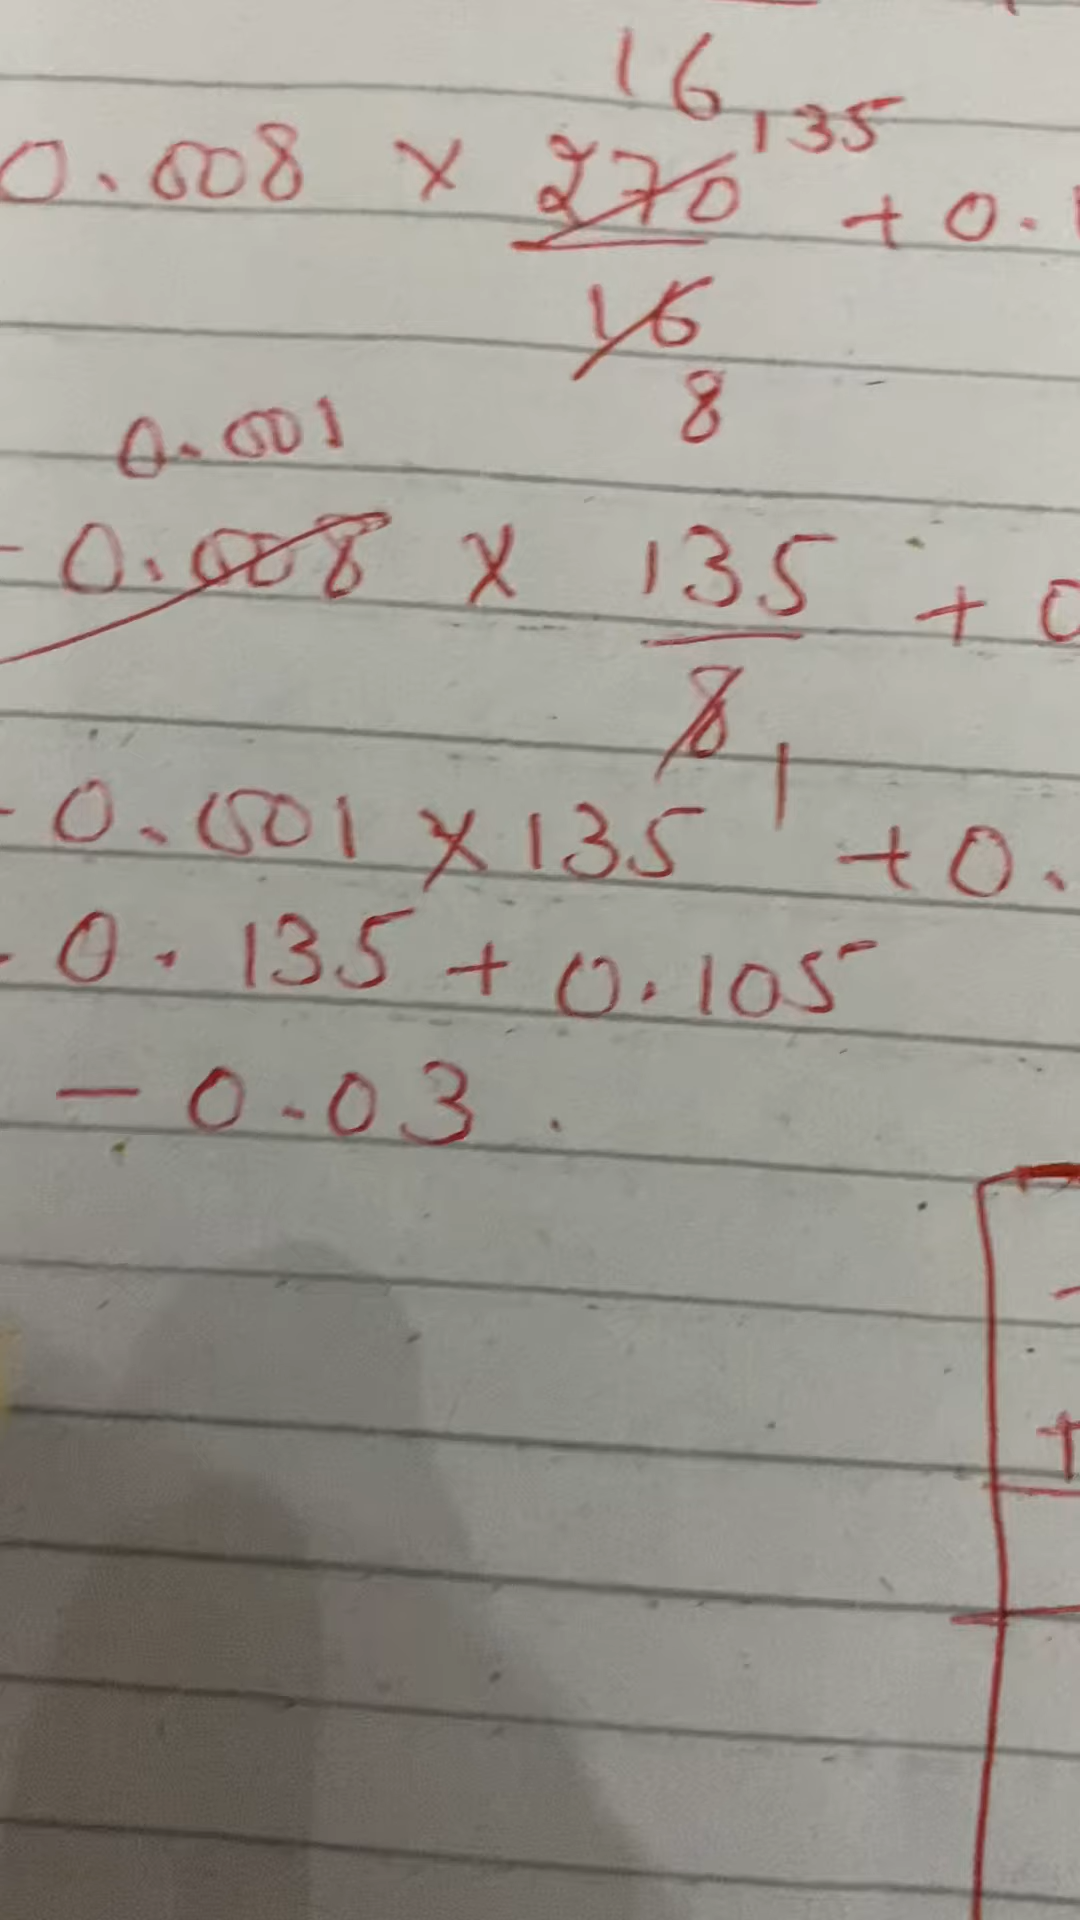 16
0.008 × 270 135 + 0.
16
8
0.001
- 0.008 × 135 + 0
8 1
- 0.001 × 135 + 0.
- 0.135 + 0.105
- 0.03.
-
+